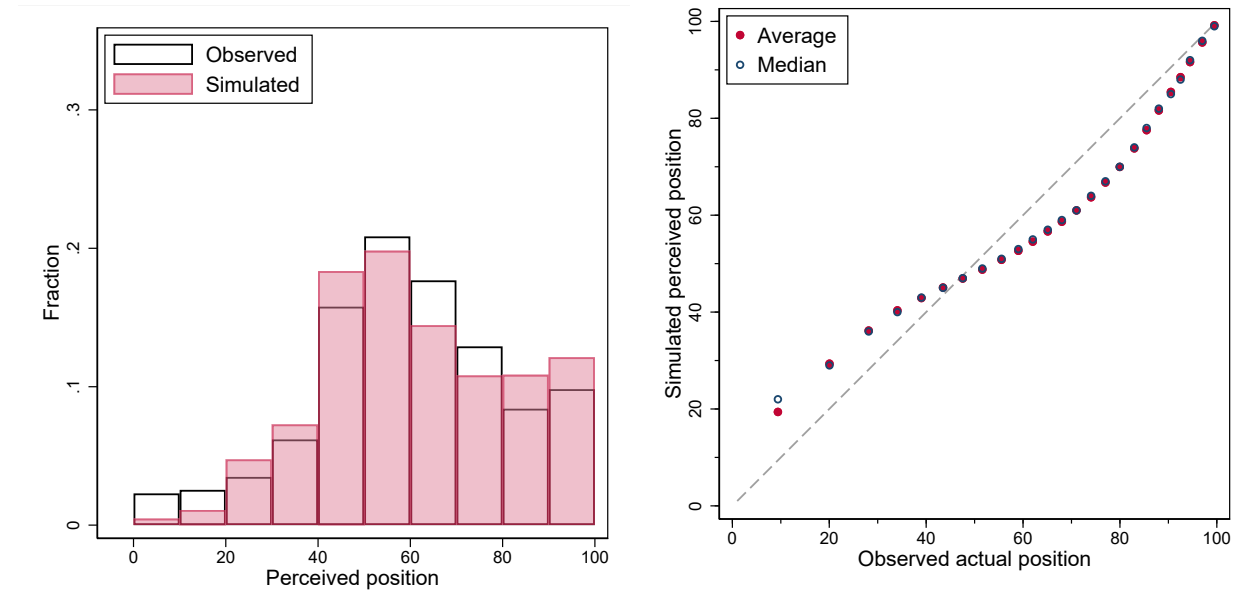 Observed
Simulated
.3
.2
.1
0
Fraction
0 20 40 60 80 100
Perceived position
Average
Median
100
80
60
40
20
0
Simulated perceived position
0 20 40 60 80 100
Observed actual position